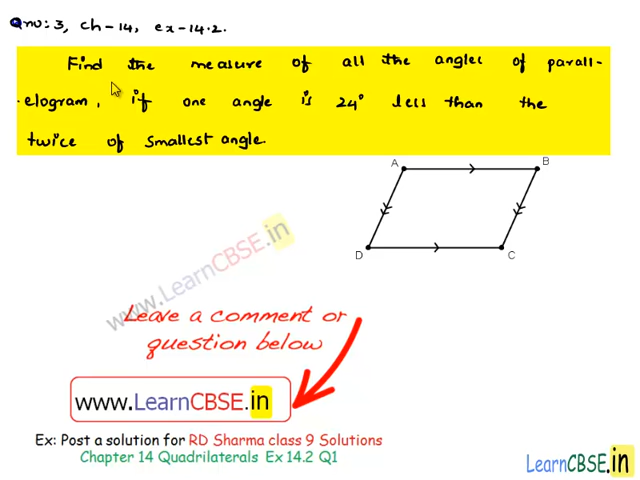 Qno: 3, ch-14, ex-14.2.
Find the measure of all the angles of parall-
-elogram, if one angle is 24° less than the
twice of smallest angle.
A B
D C
www.LearnCBSE.in
Leave a comment or
question below
www.LearnCBSE.in
Ex: Post a solution for RD Sharma class 9 Solutions
Chapter 14 Quadrilaterals Ex 14.2 Q1
LearnCBSE.in